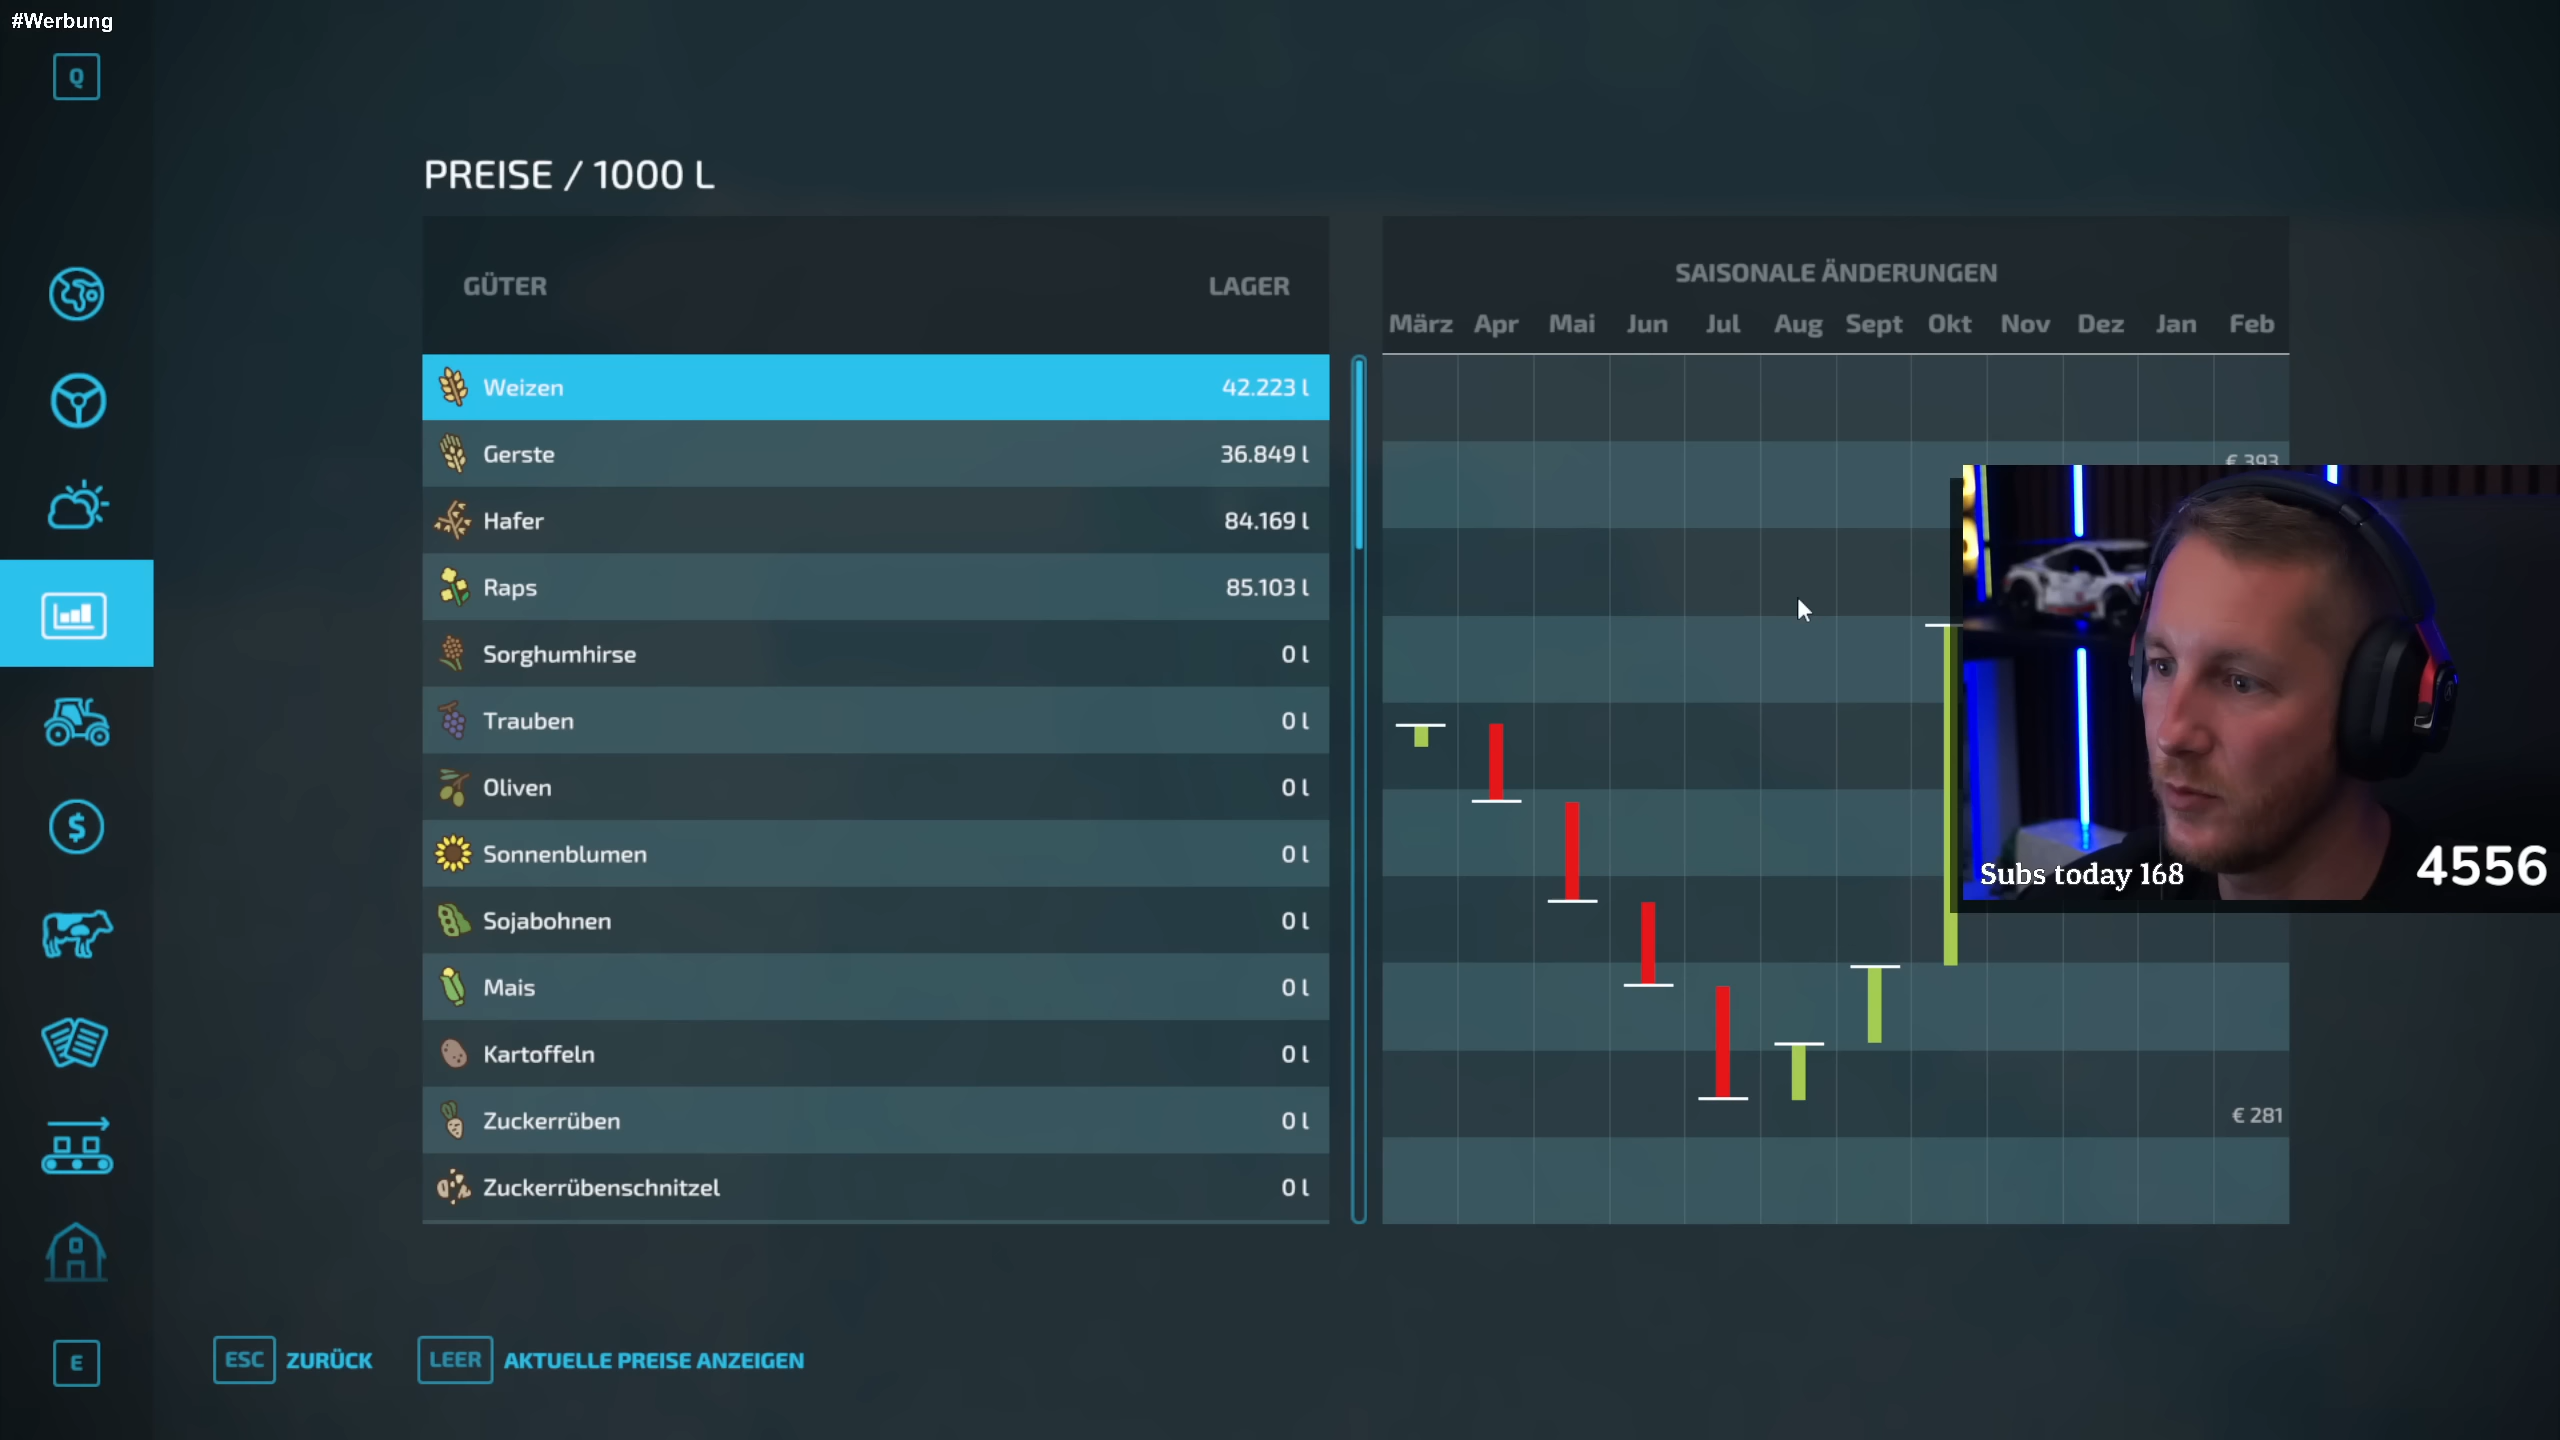 #Werbung
Q
PREISE / 1000 L
GÜTER LAGER
SAISONALE ÄNDERUNGEN
März Apr Mai Jun Jul Aug Sept Okt Nov Dez Jan Feb
Weizen 42.223 l
Gerste 36.849 l
€ 393
Hafer 84.169 l
Raps 85.103 l
Sorghumhirse 0 l
Trauben 0 l
Oliven 0 l
Sonnenblumen 0 l
Subs today 168 4556
Sojabohnen 0 l
Mais 0 l
Kartoffeln 0 l
Zuckerrüben 0 l
€ 281
Zuckerrübenschnitzel 0 l
E
ESC ZURÜCK LEER AKTUELLE PREISE ANZEIGEN